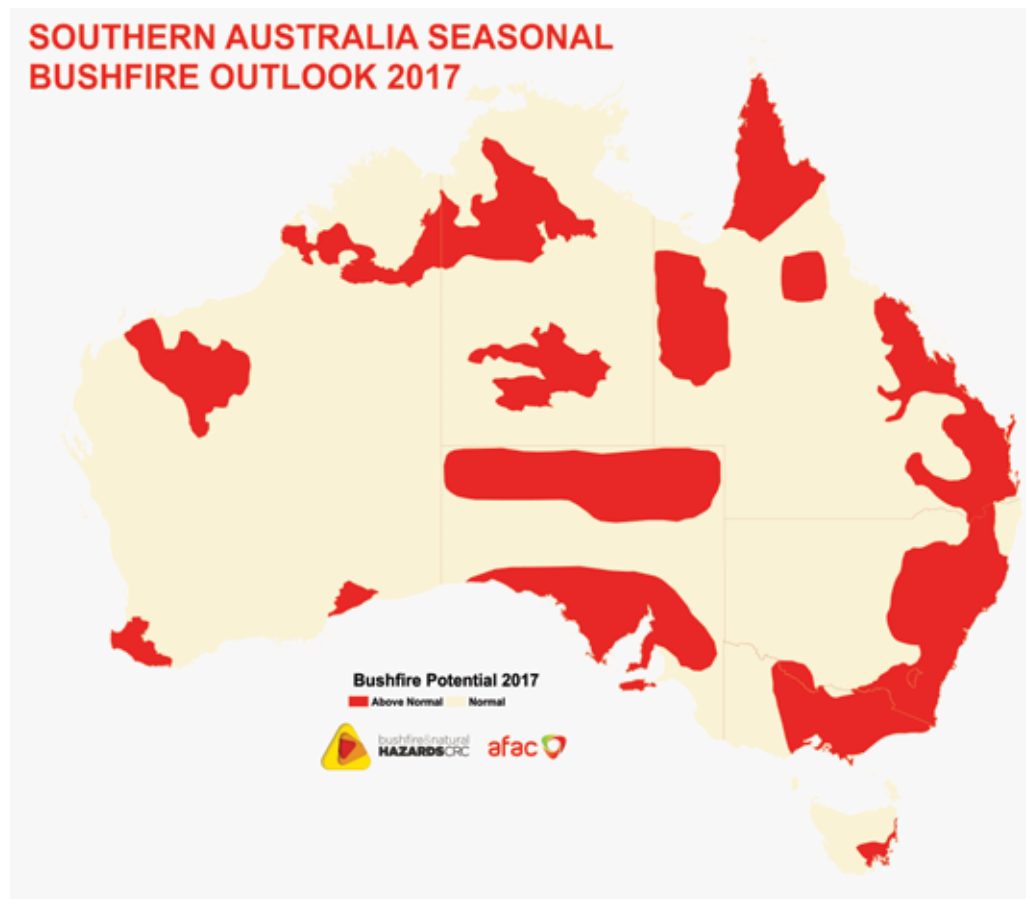 SOUTHERN AUSTRALIA SEASONAL
BUSHFIRE OUTLOOK 2017
Bushfire Potential 2017
Above Normal Normal
bushfire&natural
HAZARDSCRC
afac